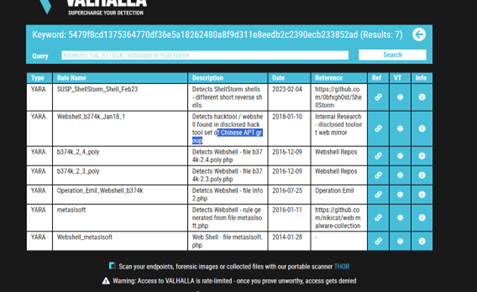 VALHALLA
SUPERCHARGE YOUR DETECTION
Keyword: 5479f8cd1375364770df36e5a18262480a8f9d311e8eedb2c2390ecb233852ad (Results: 7)
Query Keyword, Tag, ATT&CK Technique or Rule Name Search
Type Rule Name Description Date Reference Ref VT Info
YARA SUSP_ShellStorm_Shell_Feb23 Detects ShellStorm shells - different short reverse shells 2023-02-04 https://github.com/0bfxgh0st/ShellStorm
YARA Webshell_b374k_Jan18_1 Detects hacktool / webshell found in disclosed hack tool set of Chinese APT group 2018-01-10 Internal Research - disclosed toolset web mirror
YARA b374k_2_4_poly Detects Webshell - file b374k-2.4.poly.php 2016-12-09 Webshell Repos
YARA b374k_2_3_poly Detects Webshell - file b374k-2.3.poly.php 2016-12-09 Webshell Repos
YARA Operation_Emil_Webshell_b374k Detects Webshell - file info2.php 2016-07-25 Operation Emil
YARA metaslsoft Detects Webshell - rule generated from file metaslsoft.php 2016-01-11 https://github.com/nikicat/web-malware-collection
YARA Webshell_metaslsoft Web Shell - file metaslsoft.php 2014-01-28 -
Scan your endpoints, forensic images or collected files with our portable scanner THOR
Warning: Access to VALHALLA is rate-limited - once you prove unworthy, access gets denied